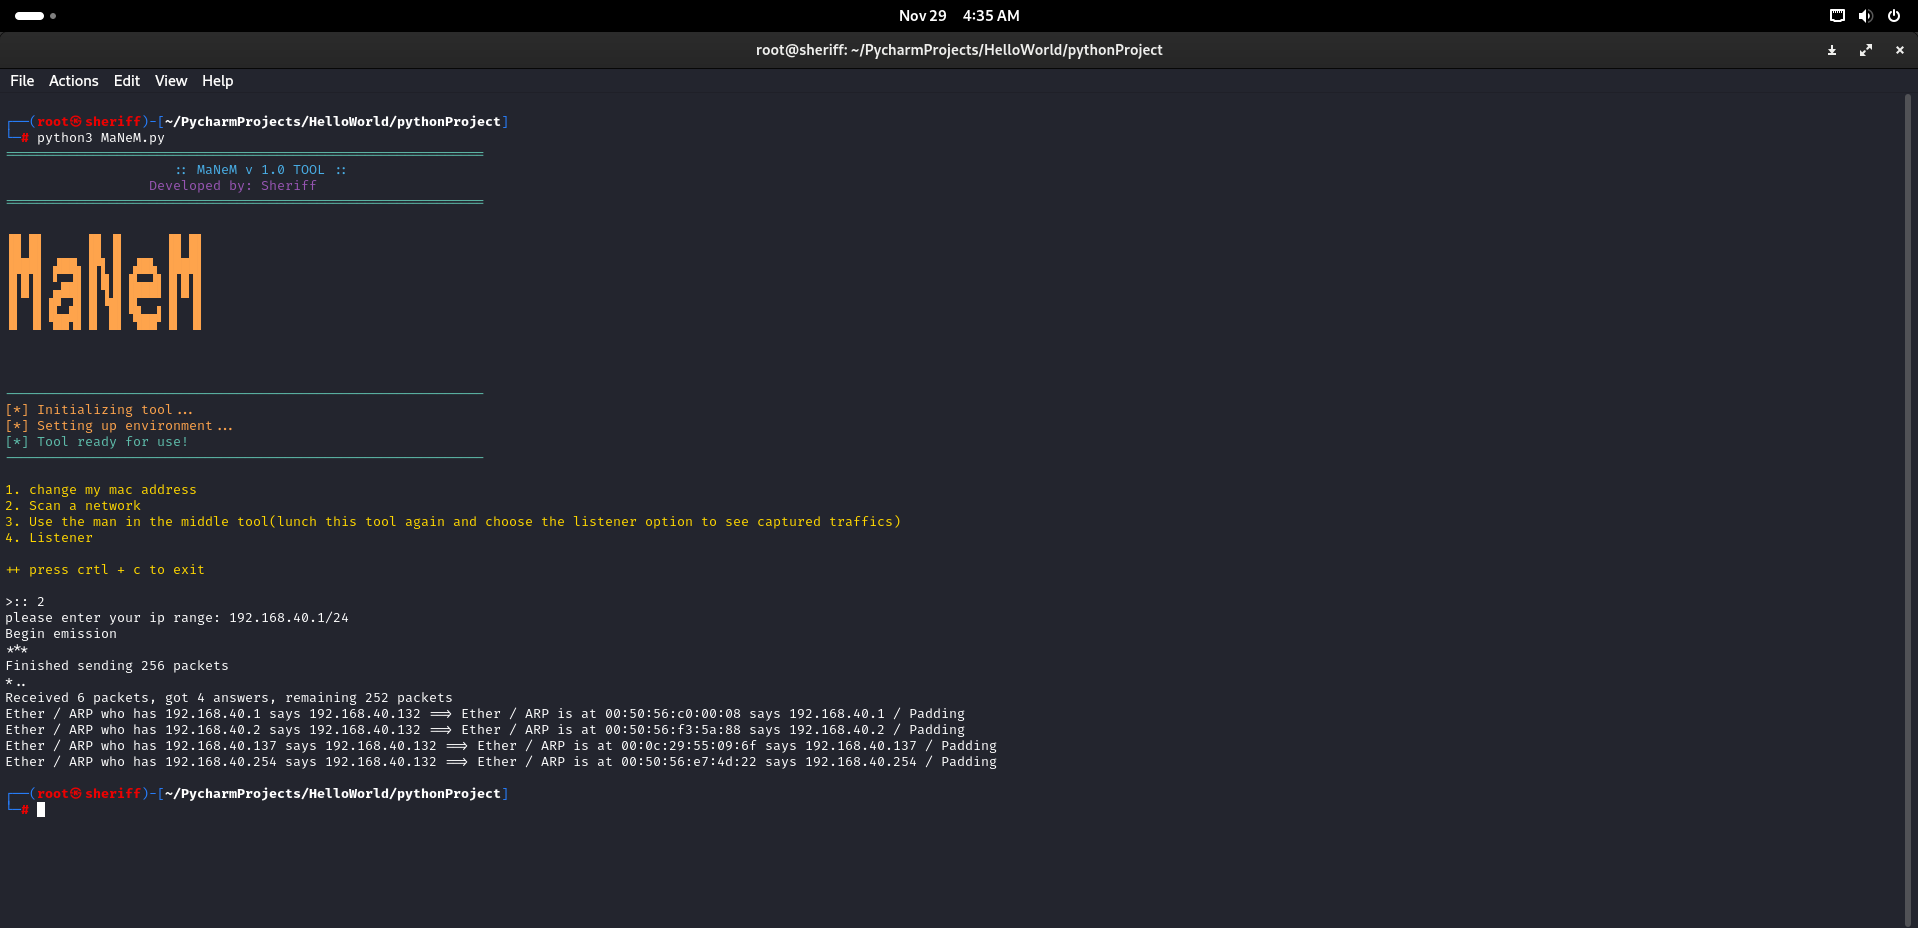 Nov 29 4:35 AM
root@sheriff: ~/PycharmProjects/HelloWorld/pythonProject
File Actions Edit View Help
┌──(root㉿sheriff)-[~/PycharmProjects/HelloWorld/pythonProject]
└─# python3 MaNeM.py
:: MaNeM v 1.0 TOOL ::
Developed by: Sheriff
MaNeM
[*] Initializing tool...
[*] Setting up environment...
[*] Tool ready for use!
1. change my mac address
2. Scan a network
3. Use the man in the middle tool(lunch this tool again and choose the listener option to see captured traffics)
4. Listener
++ press crtl + c to exit
>:: 2
please enter your ip range: 192.168.40.1/24
Begin emission
***
Finished sending 256 packets
*..
Received 6 packets, got 4 answers, remaining 252 packets
Ether / ARP who has 192.168.40.1 says 192.168.40.132 ==> Ether / ARP is at 00:50:56:c0:00:08 says 192.168.40.1 / Padding
Ether / ARP who has 192.168.40.2 says 192.168.40.132 ==> Ether / ARP is at 00:50:56:f3:5a:88 says 192.168.40.2 / Padding
Ether / ARP who has 192.168.40.137 says 192.168.40.132 ==> Ether / ARP is at 00:0c:29:55:09:6f says 192.168.40.137 / Padding
Ether / ARP who has 192.168.40.254 says 192.168.40.132 ==> Ether / ARP is at 00:50:56:e7:4d:22 says 192.168.40.254 / Padding
┌──(root㉿sheriff)-[~/PycharmProjects/HelloWorld/pythonProject]
└─#